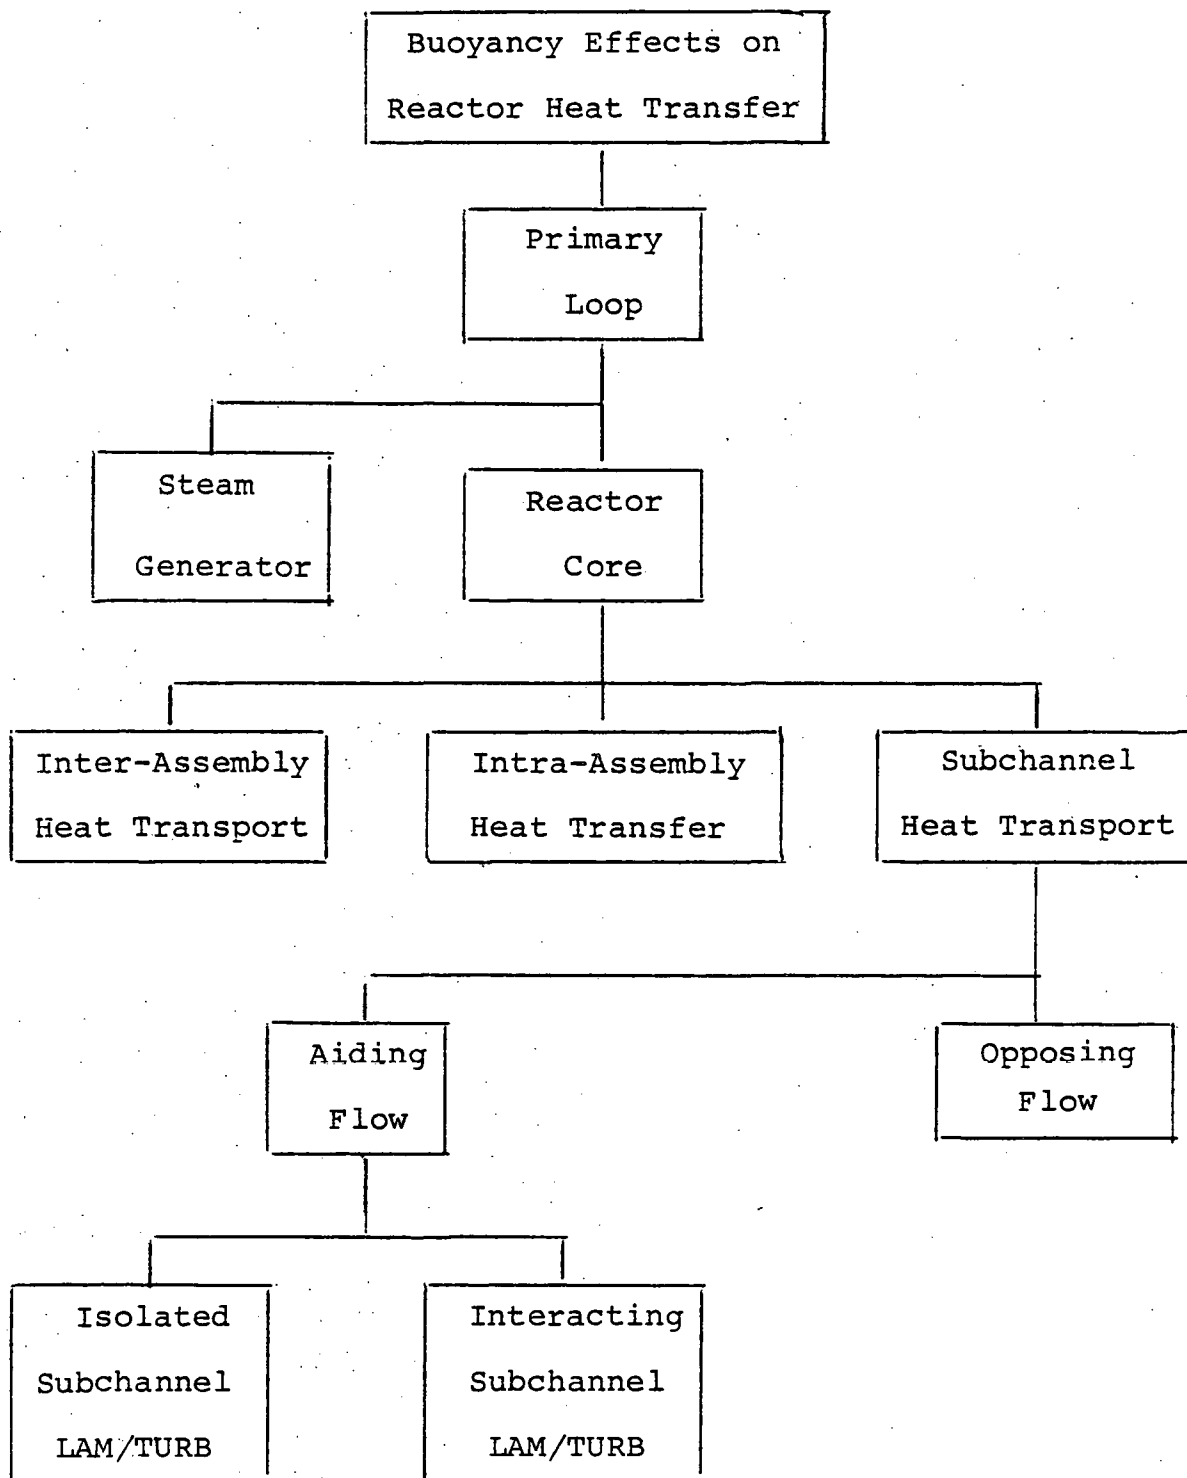 Buoyancy Effects on
Reactor Heat Transfer
Primary
Loop
Steam
Generator
Reactor
Core
Inter-Assembly
Heat Transport
Intra-Assembly
Heat Transfer
Subchannel
Heat Transport
Aiding
Flow
Opposing
Flow
Isolated
Subchannel
LAM/TURB
Interacting
Subchannel
LAM/TURB